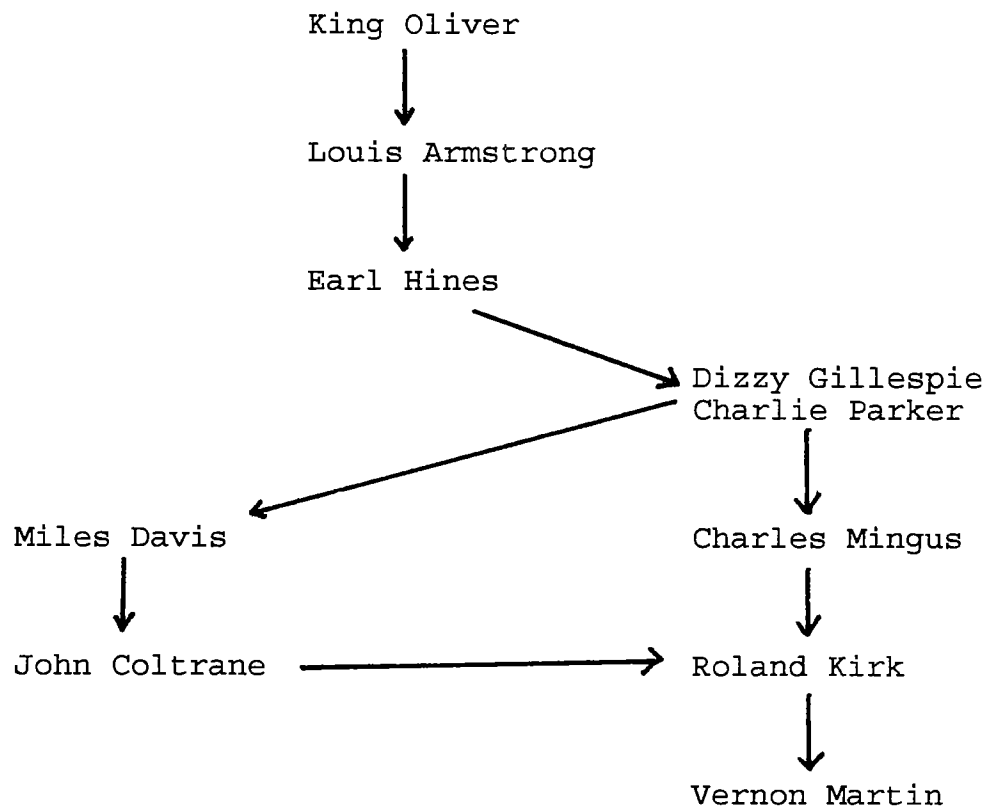 King Oliver
Louis Armstrong
Earl Hines
Dizzy Gillespie
Charlie Parker
Miles Davis
Charles Mingus
John Coltrane
Roland Kirk
Vernon Martin